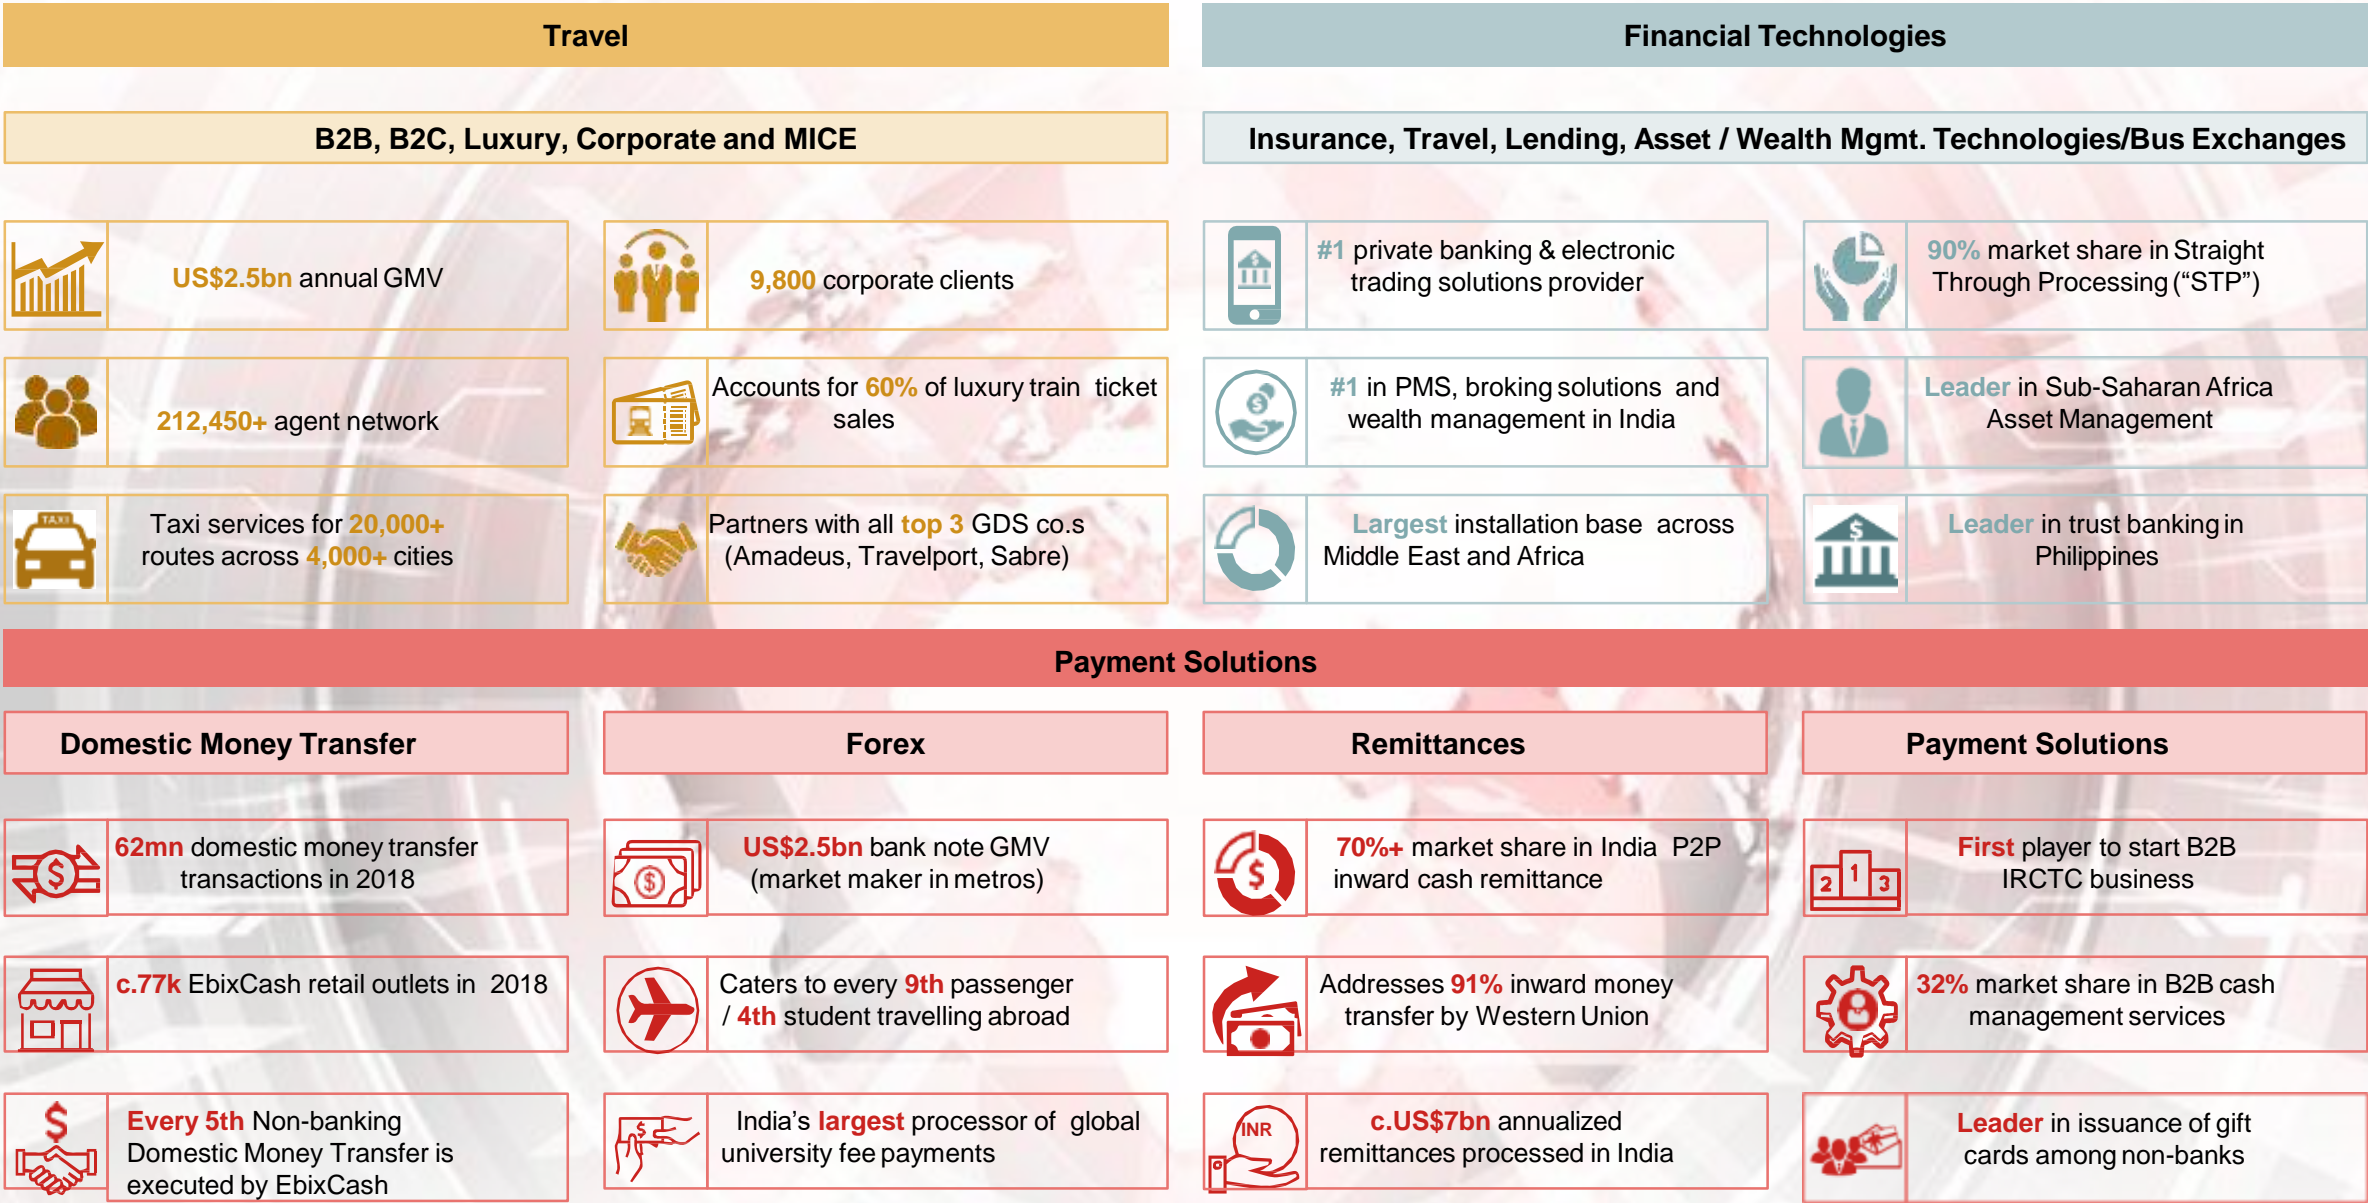 Travel
B2B, B2C, Luxury, Corporate and MICE
US$2.5bn annual GMV
9,800 corporate clients
212,450+ agent network
Accounts for 60% of luxury train ticket
sales
TAXI
Taxi services for 20,000+
routes across 4,000+ cities
Partners with all top 3 GDS co.s
(Amadeus, Travelport, Sabre)
Financial Technologies
Insurance, Travel, Lending, Asset / Wealth Mgmt. Technologies/Bus Exchanges
#1 private banking & electronic
trading solutions provider
90% market share in Straight
Through Processing (“STP”)
$
#1 in PMS, broking solutions and
wealth management in India
Leader in Sub-Saharan Africa
Asset Management
Largest installation base across
Middle East and Africa
$
Leader in trust banking in
Philippines
Payment Solutions
Domestic Money Transfer
$
62mn domestic money transfer
transactions in 2018
c.77k EbixCash retail outlets in 2018
$
Every 5th Non-banking
Domestic Money Transfer is
executed by EbixCash
Forex
$
US$2.5bn bank note GMV
(market maker in metros)
Caters to every 9th passenger
/ 4th student travelling abroad
$
India’s largest processor of global
university fee payments
Remittances
$
70%+ market share in India P2P
inward cash remittance
Addresses 91% inward money
transfer by Western Union
INR
c.US$7bn annualized
remittances processed in India
Payment Solutions
2 1 3
First player to start B2B
IRCTC business
32% market share in B2B cash
management services
Leader in issuance of gift
cards among non-banks